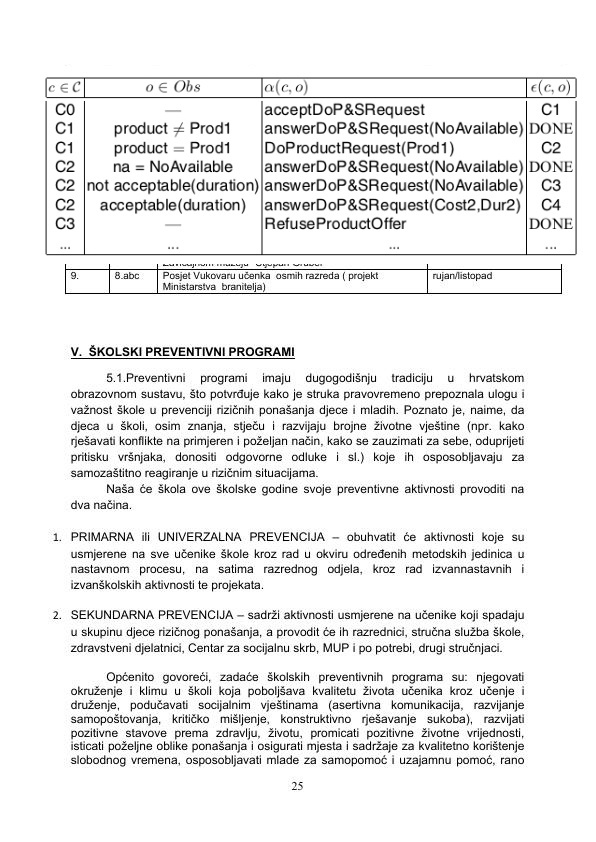 c ∈ C o ∈ Obs α(c, o) ϵ(c, o)
C0 — acceptDoP&SRequest C1
C1 product ≠ Prod1 answerDoP&SRequest(NoAvailable) DONE
C1 product = Prod1 DoProductRequest(Prod1) C2
C2 na = NoAvailable answerDoP&SRequest(NoAvailable) DONE
C2 not acceptable(duration) answerDoP&SRequest(NoAvailable) C3
C2 acceptable(duration) answerDoP&SRequest(Cost2,Dur2) C4
C3 — RefuseProductOffer DONE
... ... ... ...
9. 8.abc Posjet Vukovaru učenka osmih razreda ( projekt rujan/listopad
Ministarstva branitelja)
V. ŠKOLSKI PREVENTIVNI PROGRAMI
5.1.Preventivni programi imaju dugogodišnju tradiciju u hrvatskom
obrazovnom sustavu, što potvrđuje kako je struka pravovremeno prepoznala ulogu i
važnost škole u prevenciji rizičnih ponašanja djece i mladih. Poznato je, naime, da
djeca u školi, osim znanja, stječu i razvijaju brojne životne vještine (npr. kako
rješavati konflikte na primjeren i poželjan način, kako se zauzimati za sebe, oduprijeti
pritisku vršnjaka, donositi odgovorne odluke i sl.) koje ih osposobljavaju za
samozaštitno reagiranje u rizičnim situacijama.
Naša će škola ove školske godine svoje preventivne aktivnosti provoditi na
dva načina.
1. PRIMARNA ili UNIVERZALNA PREVENCIJA – obuhvatit će aktivnosti koje su
usmjerene na sve učenike škole kroz rad u okviru određenih metodskih jedinica u
nastavnom procesu, na satima razrednog odjela, kroz rad izvannastavnih i
izvanškolskih aktivnosti te projekata.
2. SEKUNDARNA PREVENCIJA – sadrži aktivnosti usmjerene na učenike koji spadaju
u skupinu djece rizičnog ponašanja, a provodit će ih razrednici, stručna služba škole,
zdravstveni djelatnici, Centar za socijalnu skrb, MUP i po potrebi, drugi stručnjaci.
Općenito govoreći, zadaće školskih preventivnih programa su: njegovati
okruženje i klimu u školi koja poboljšava kvalitetu života učenika kroz učenje i
druženje, podučavati socijalnim vještinama (asertivna komunikacija, razvijanje
samopoštovanja, kritičko mišljenje, konstruktivno rješavanje sukoba), razvijati
pozitivne stavove prema zdravlju, životu, promicati pozitivne životne vrijednosti,
isticati poželjne oblike ponašanja i osigurati mjesta i sadržaje za kvalitetno korištenje
slobodnog vremena, osposobljavati mlade za samopomoć i uzajamnu pomoć, rano
25